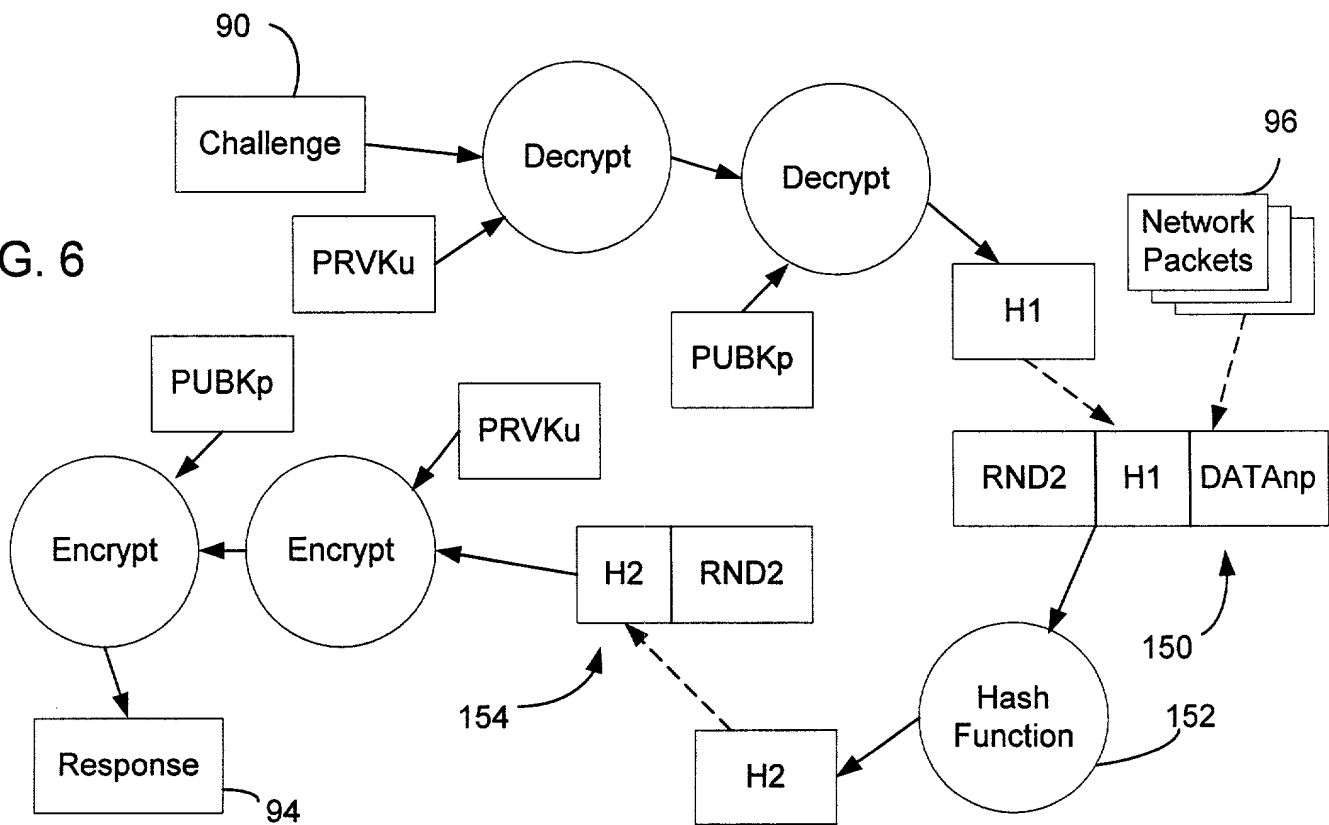 90
Challenge
Decrypt
Decrypt
96
Network
Packets
G. 6
PRVKu
H1
PUBKp
PUBKp
PRVKu
RND2 H1 DATAnp
Encrypt
Encrypt
H2 RND2
150
154
Hash
Function
152
H2
Response
94